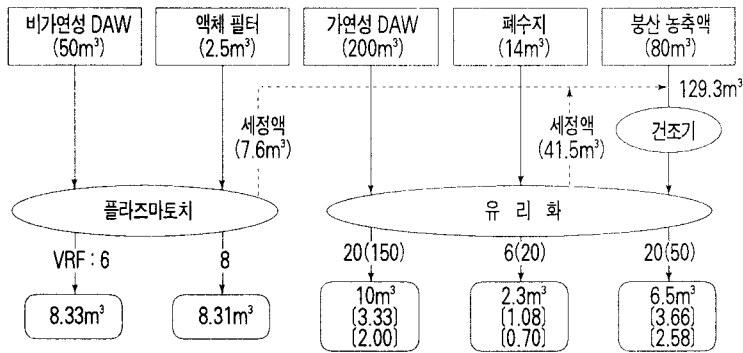 비가연성 DAW
(50m³)
액체 필터
(2.5m³)
가연성 DAW
(200m³)
폐수지
(14m³)
붕산 농축액
(80m³)
129.3m³
세정액
(7.6m³)
세정액
(41.5m³)
건조기
플라즈마토치
유 리 화
VRF : 6
8
20(150)
6(20)
20(50)
8.33m³
8.31m³
10m³
[3.33]
[2.00]
2.3m³
[1.08]
[0.70]
6.5m³
[3.66]
[2.58]